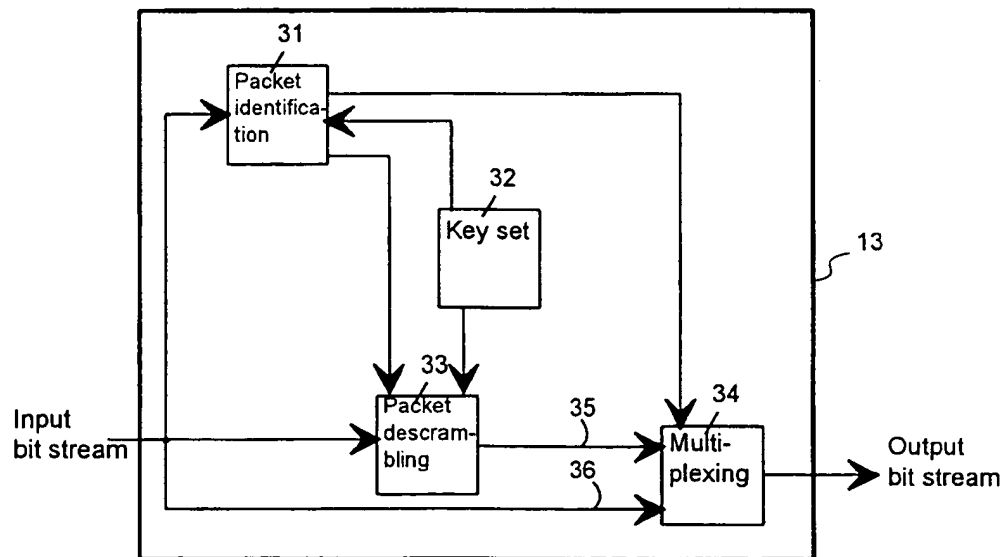 31
Packet
identifica-
tion
32
Key set
13
33
Packet
descram-
bling
35
34
Multi-
plexing
36
Input
bit stream
Output
bit stream